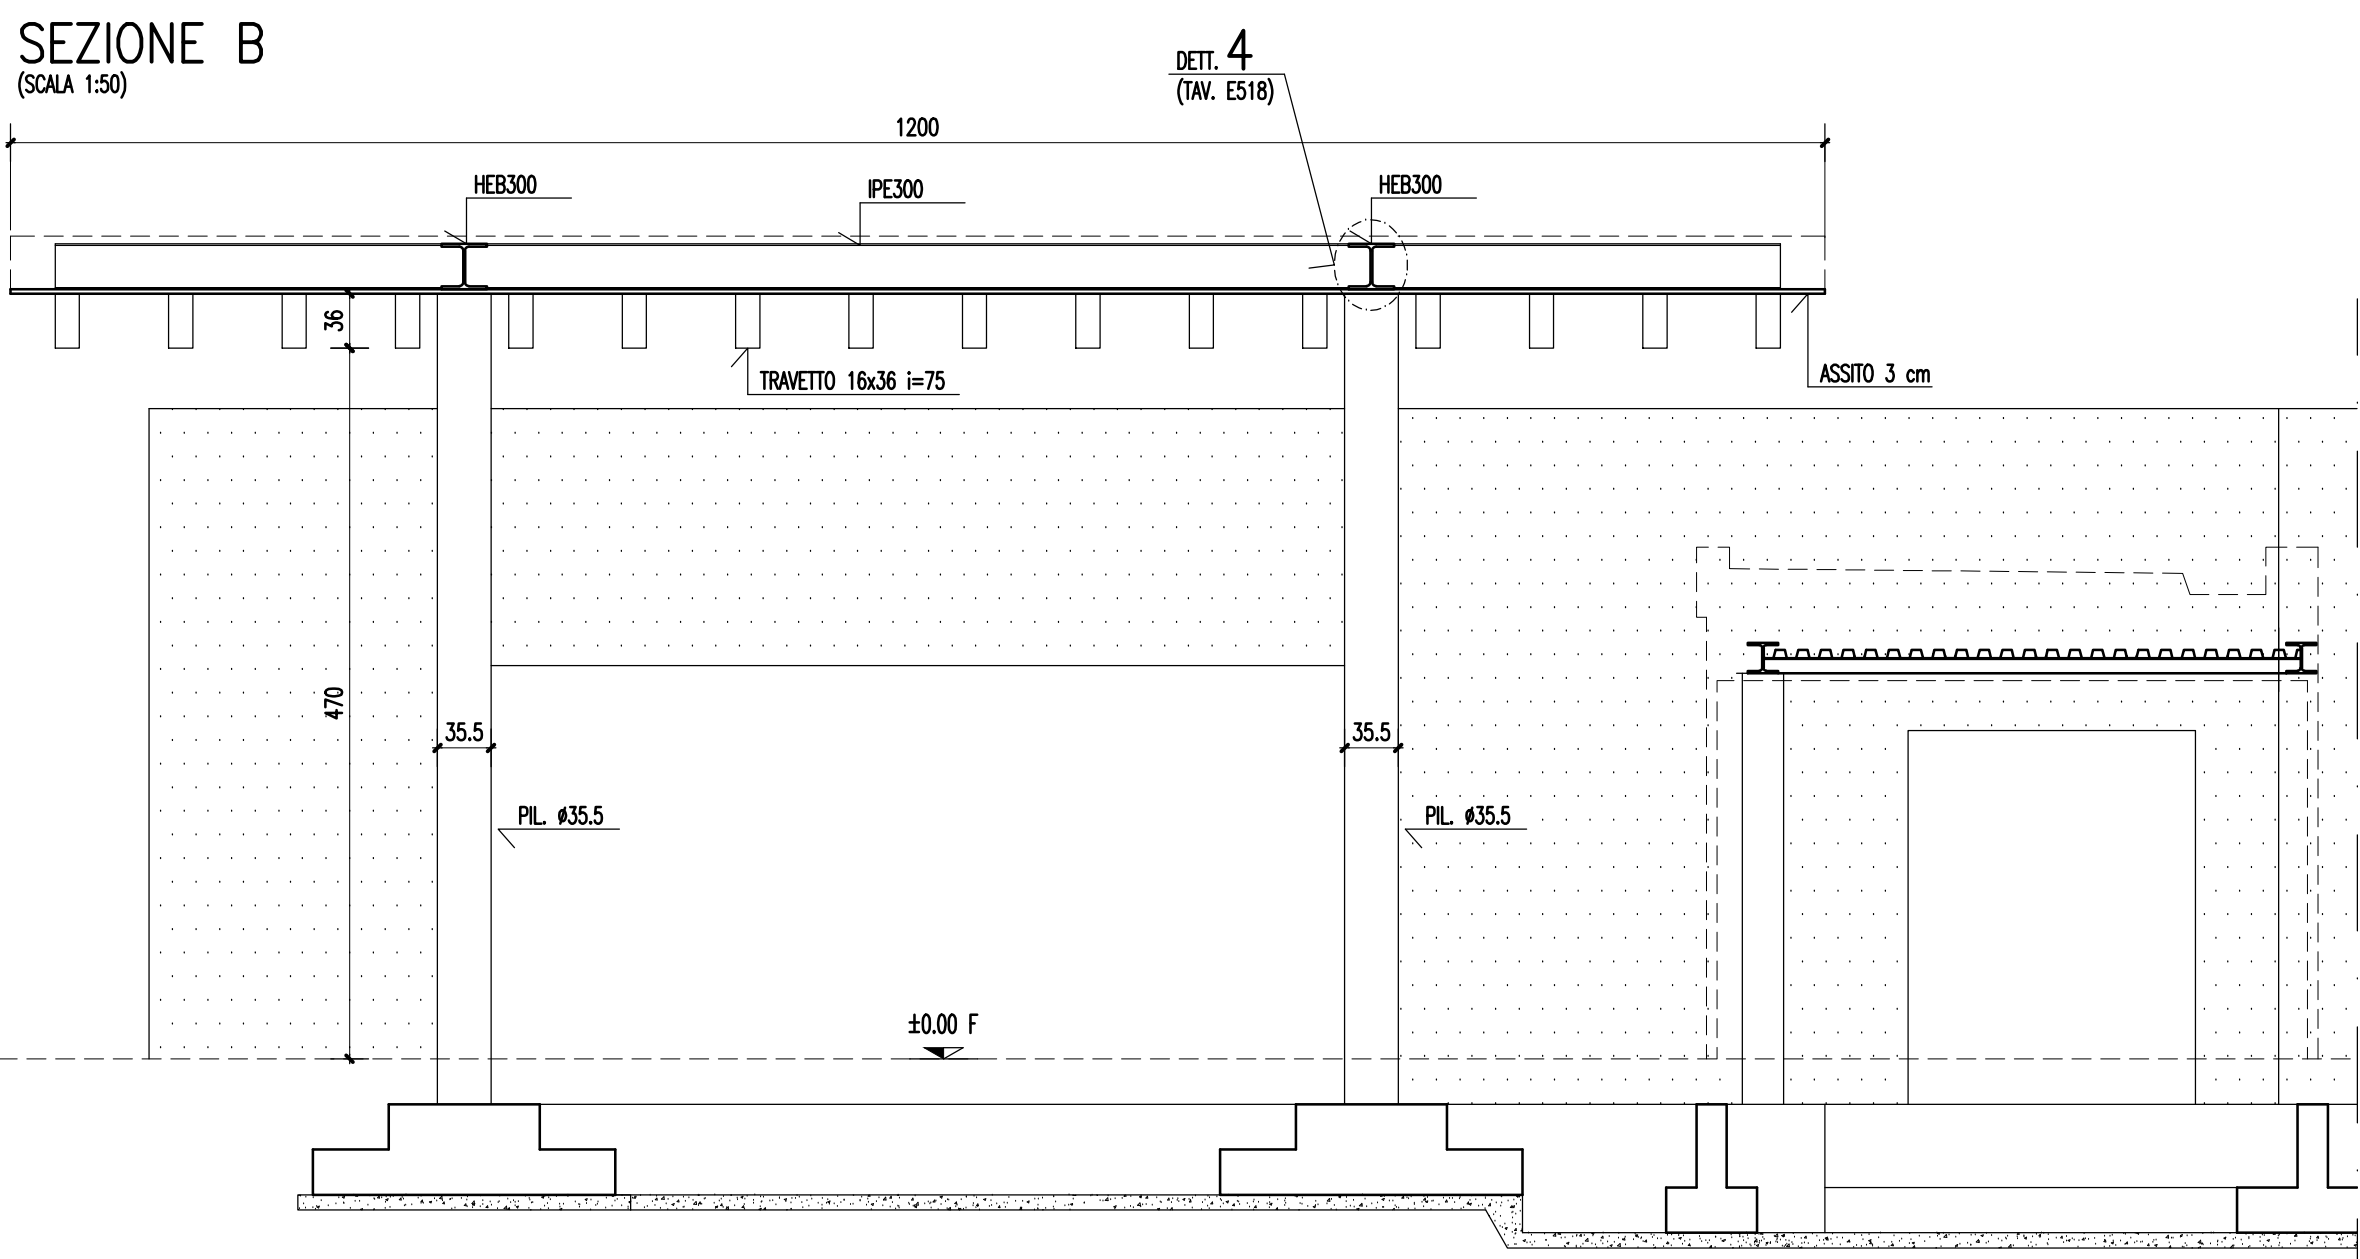 SEZIONE B
(SCALA 1:50)
DETT. 4
(TAV. E518)
1200
HEB300
IPE300
HEB300
36
TRAVETTO 16x36 i=75
ASSITO 3 cm
470
35.5
35.5
PIL. ø35.5
PIL. ø35.5
±0.00 F